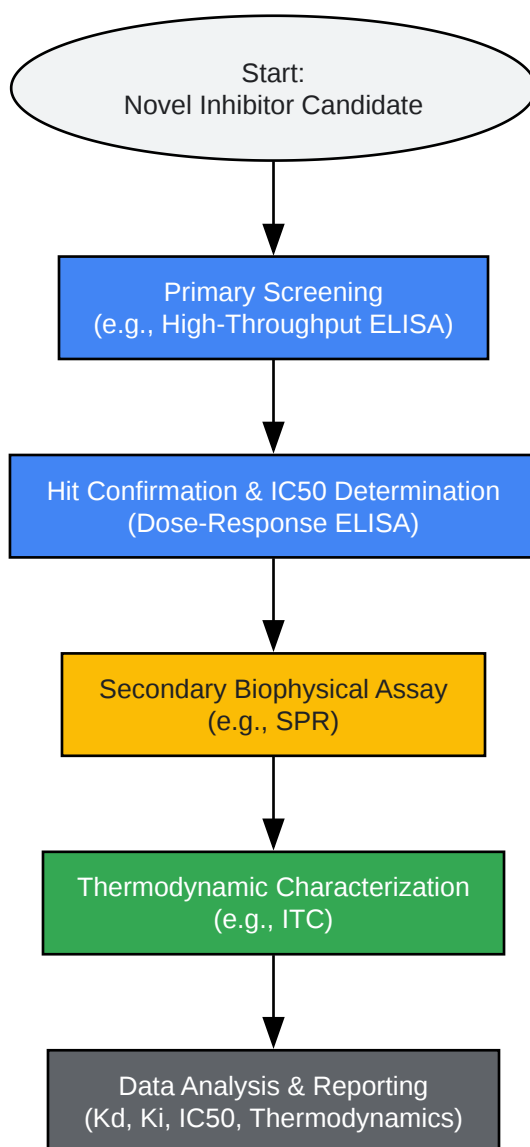 Start:
Novel Inhibitor Candidate
Primary Screening
(e.g., High-Throughput ELISA)
Hit Confirmation & IC50 Determination
(Dose-Response ELISA)
Secondary Biophysical Assay
(e.g., SPR)
Thermodynamic Characterization
(e.g., ITC)
Data Analysis & Reporting
(Kd, Ki, IC50, Thermodynamics)